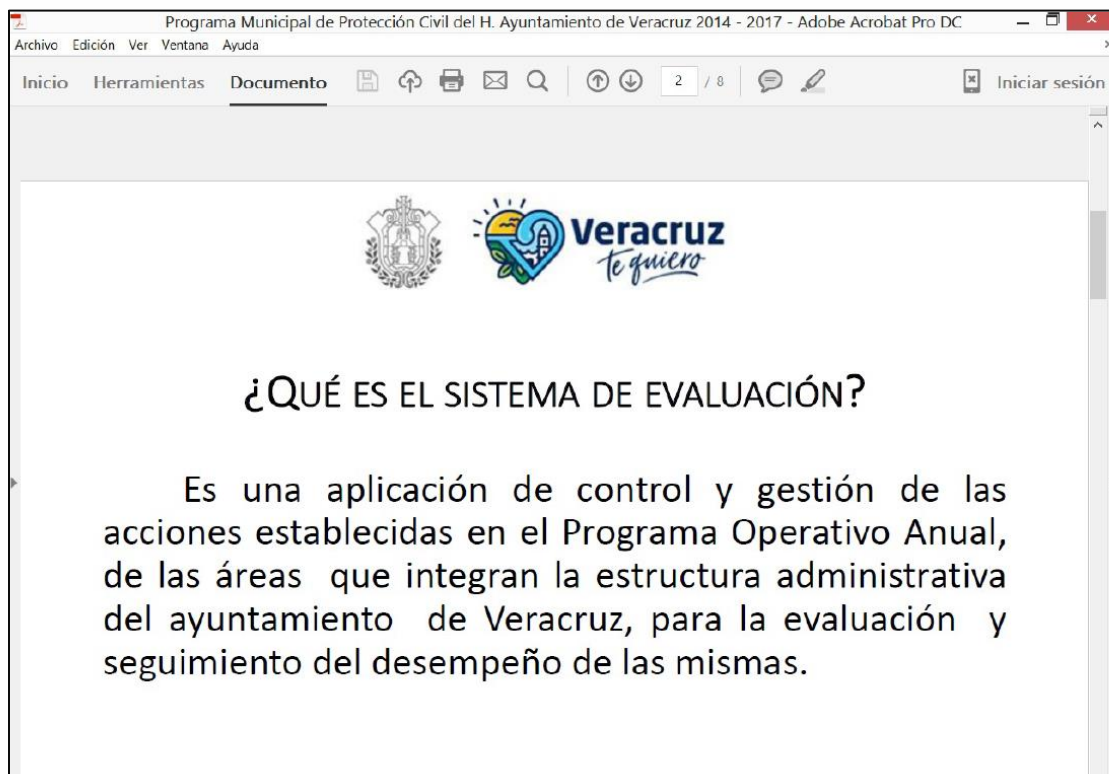 Programa Municipal de Protección Civil del H. Ayuntamiento de Veracruz 2014 - 2017 - Adobe Acrobat Pro DC
Archivo Edición Ver Ventana Ayuda
Inicio Herramientas Documento 2 / 8 Iniciar sesión
Veracruz
te quiero
¿QUÉ ES EL SISTEMA DE EVALUACIÓN?
Es una aplicación de control y gestión de las
acciones establecidas en el Programa Operativo Anual,
de las áreas que integran la estructura administrativa
del ayuntamiento de Veracruz, para la evaluación y
seguimiento del desempeño de las mismas.